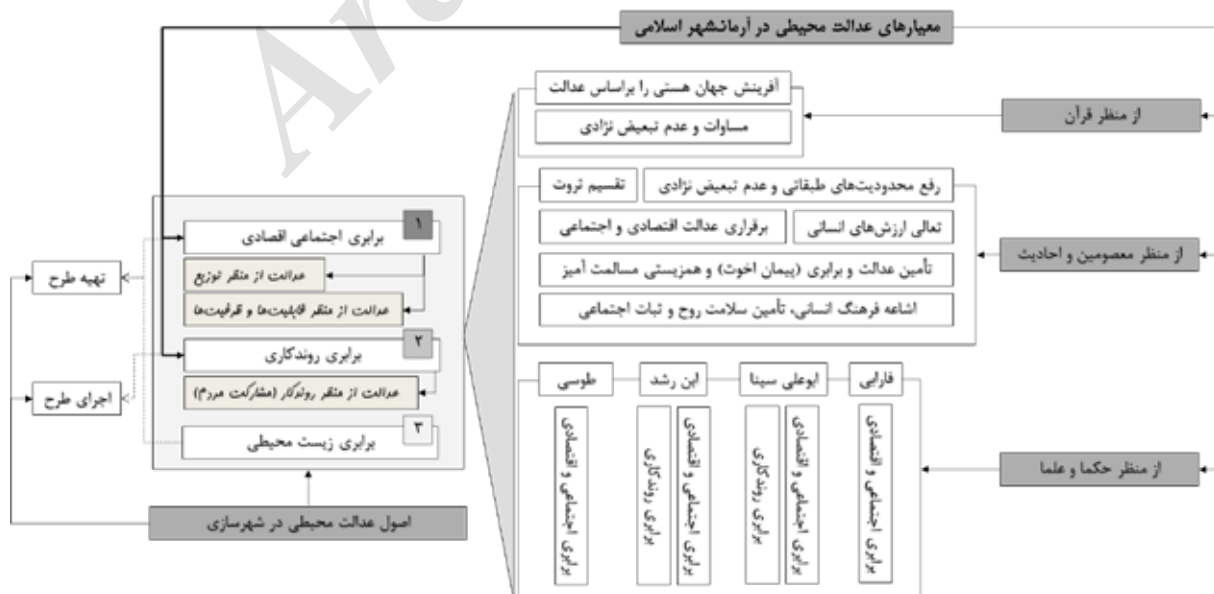 معیارهای عدالت محیطی در آرمانشهر اسلامی
از منظر قرآن
آفرینش جهان هستی را براساس عدالت
مساوات و عدم تبعیض نژادی
از منظر معصومین و احادیث
رفع محدودیت‌های طبقاتی و عدم تبعیض نژادی
تقسیم ثروت
تعالی ارزش‌های انسانی
برقراری عدالت اقتصادی و اجتماعی
تأمین عدالت و برابری (پیمان اخوت) و همزیستی مسالمت آمیز
اشاعه فرهنگ انسانی، تأمین سلامت روح و ثبات اجتماعی
از منظر حکما و علما
فارابی
ابوعلی سینا
ابن رشد
طوسی
برابری اجتماعی و اقتصادی
برابری اجتماعی و اقتصادی
برابری روندکاری
برابری اجتماعی و اقتصادی
برابری روندکاری
برابری اجتماعی و اقتصادی
۱
برابری اجتماعی اقصادی
عدالت از منظر توزیع
عدالت از منظر قابلیت‌ها و ظرفیت‌ها
۲
برابری روندکاری
عدالت از منظر روندکار (مشارکت مردم)
۳
برابری زیست محیطی
اصول عدالت محیطی در شهرسازی
تهیه طرح
اجرای طرح